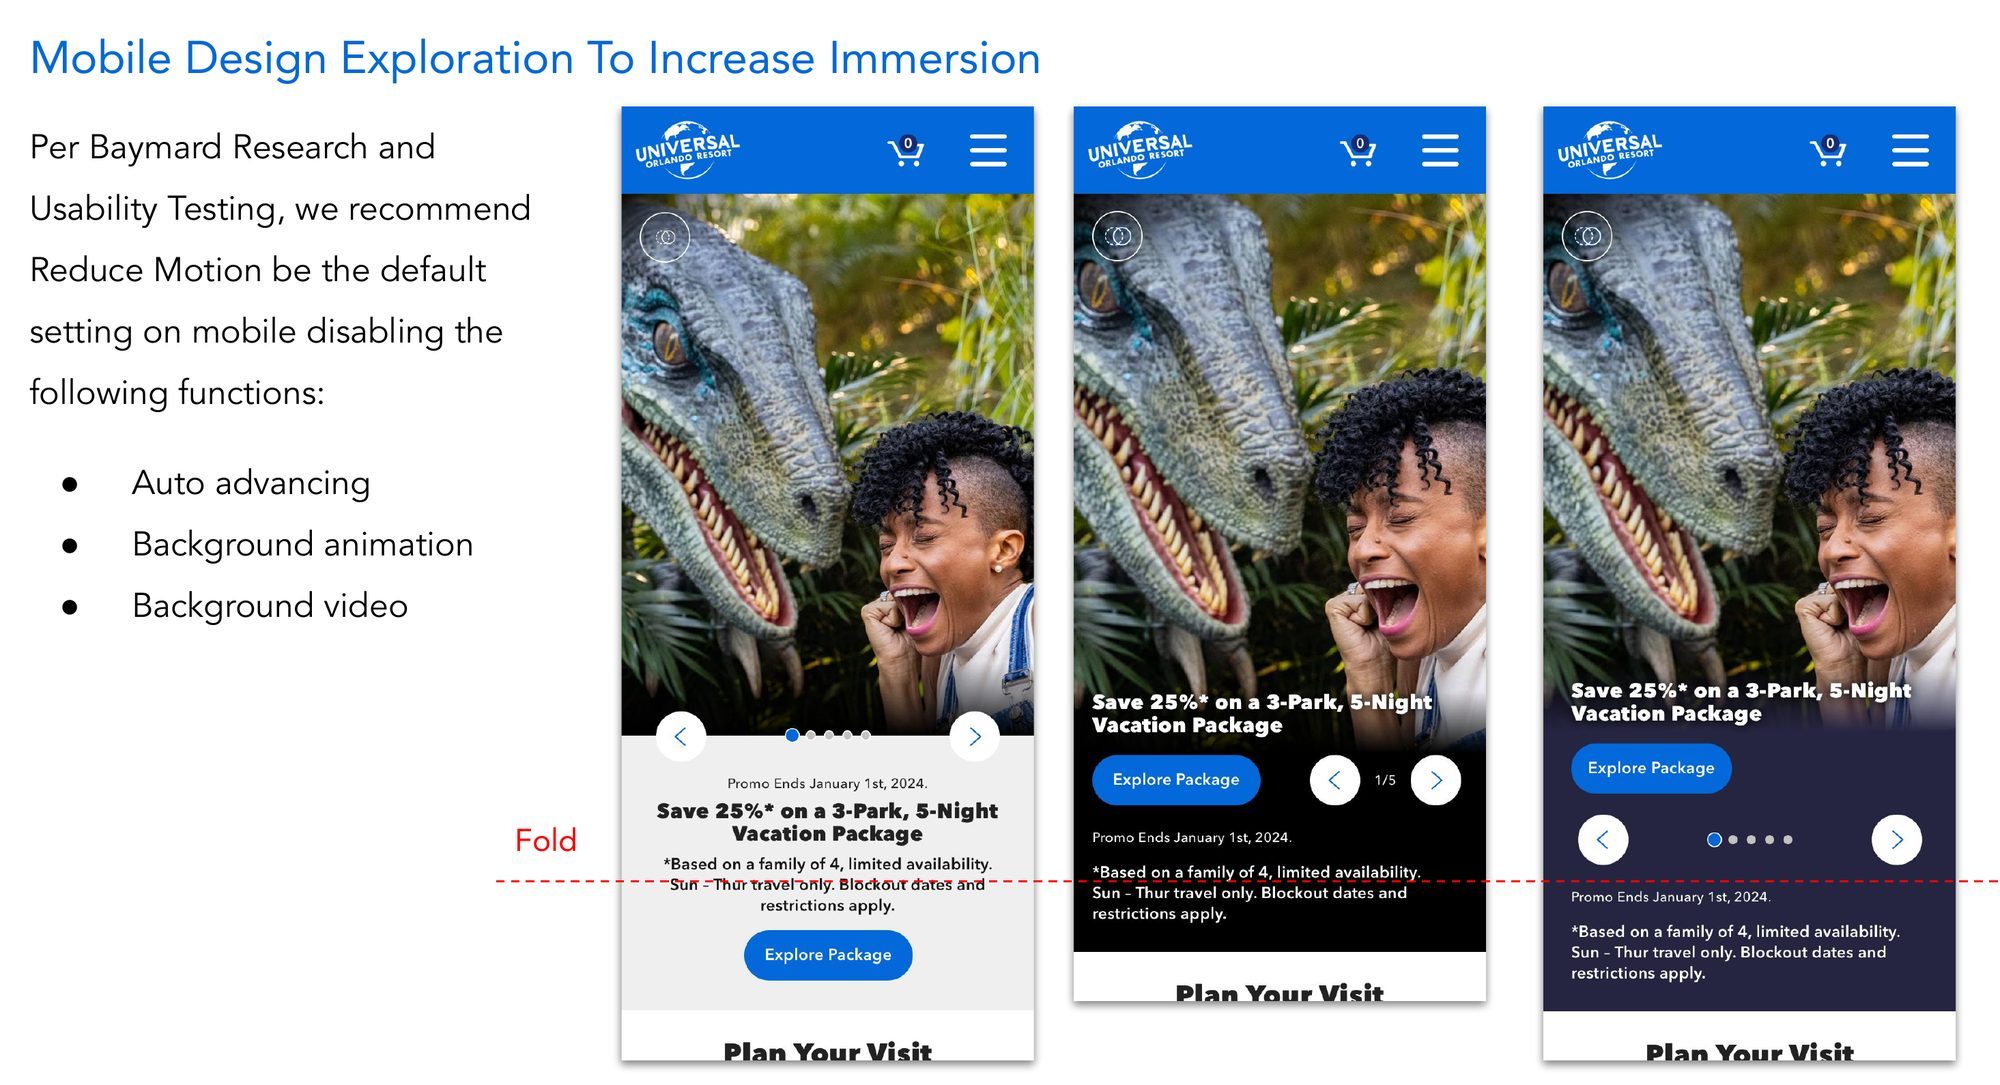 Mobile Design Exploration To Increase Immersion
Per Baymard Research and
Usability Testing, we recommend
Reduce Motion be the default
setting on mobile disabling the
following functions:
● Auto advancing
● Background animation
● Background video
Fold
UNIVERSAL
ORLANDO RESORT
0
Promo Ends January 1st, 2024.
Save 25%* on a 3-Park, 5-Night
Vacation Package
*Based on a family of 4, limited availability.
Sun – Thur travel only. Blockout dates and
restrictions apply.
Explore Package
Plan Your Visit
UNIVERSAL
ORLANDO RESORT
0
Save 25%* on a 3-Park, 5-Night
Vacation Package
Explore Package
1/5
Promo Ends January 1st, 2024.
*Based on a family of 4, limited availability.
Sun – Thur travel only. Blockout dates and
restrictions apply.
Plan Your Visit
UNIVERSAL
ORLANDO RESORT
0
Save 25%* on a 3-Park, 5-Night
Vacation Package
Explore Package
Promo Ends January 1st, 2024.
*Based on a family of 4, limited availability.
Sun – Thur travel only. Blockout dates and
restrictions apply.
Plan Your Visit